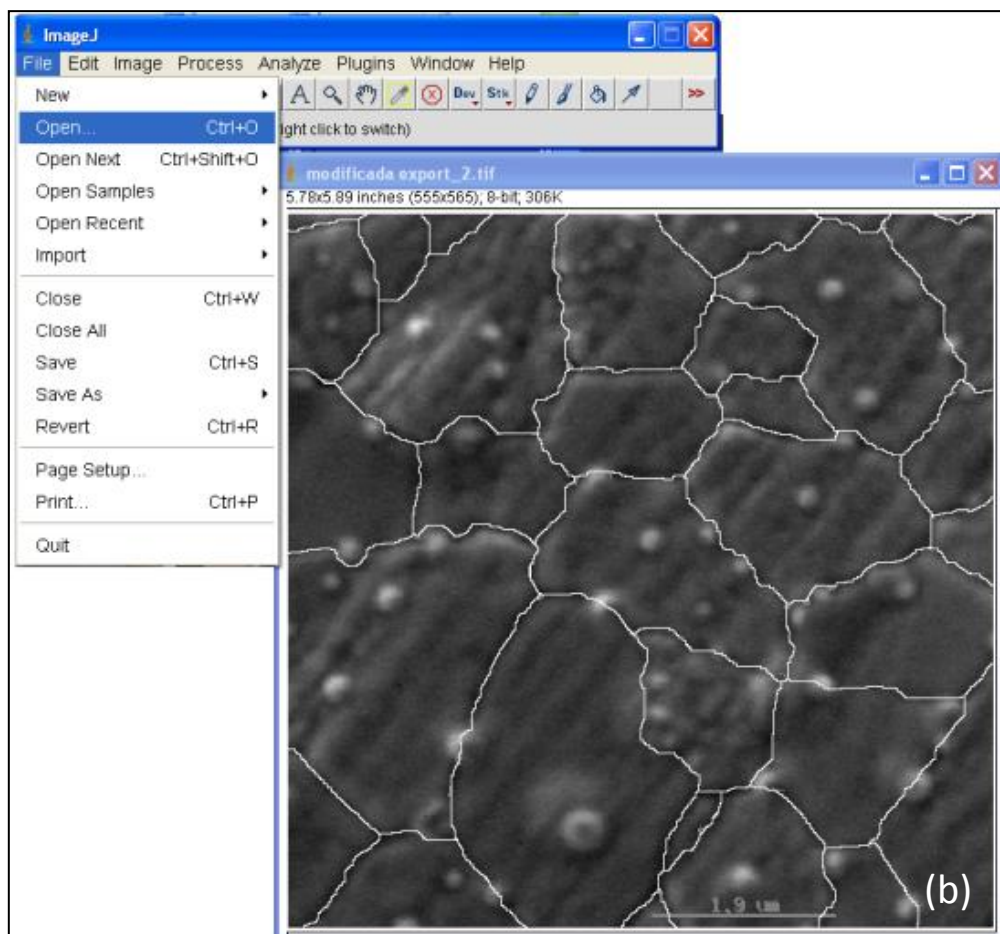 ImageJ
File Edit Image Process Analyze Plugins Window Help
New
A Dev Stk >>
Open... Ctrl+O
ight click to switch)
Open Next Ctrl+Shift+O
modificada export_2.tif
Open Samples
5.78x5.89 inches (555x565); 8-bit; 306K
Open Recent
Import
Close Ctrl+W
Close All
Save Ctrl+S
Save As
Revert Ctrl+R
Page Setup...
Print... Ctrl+P
Quit
(b)
1.9 um